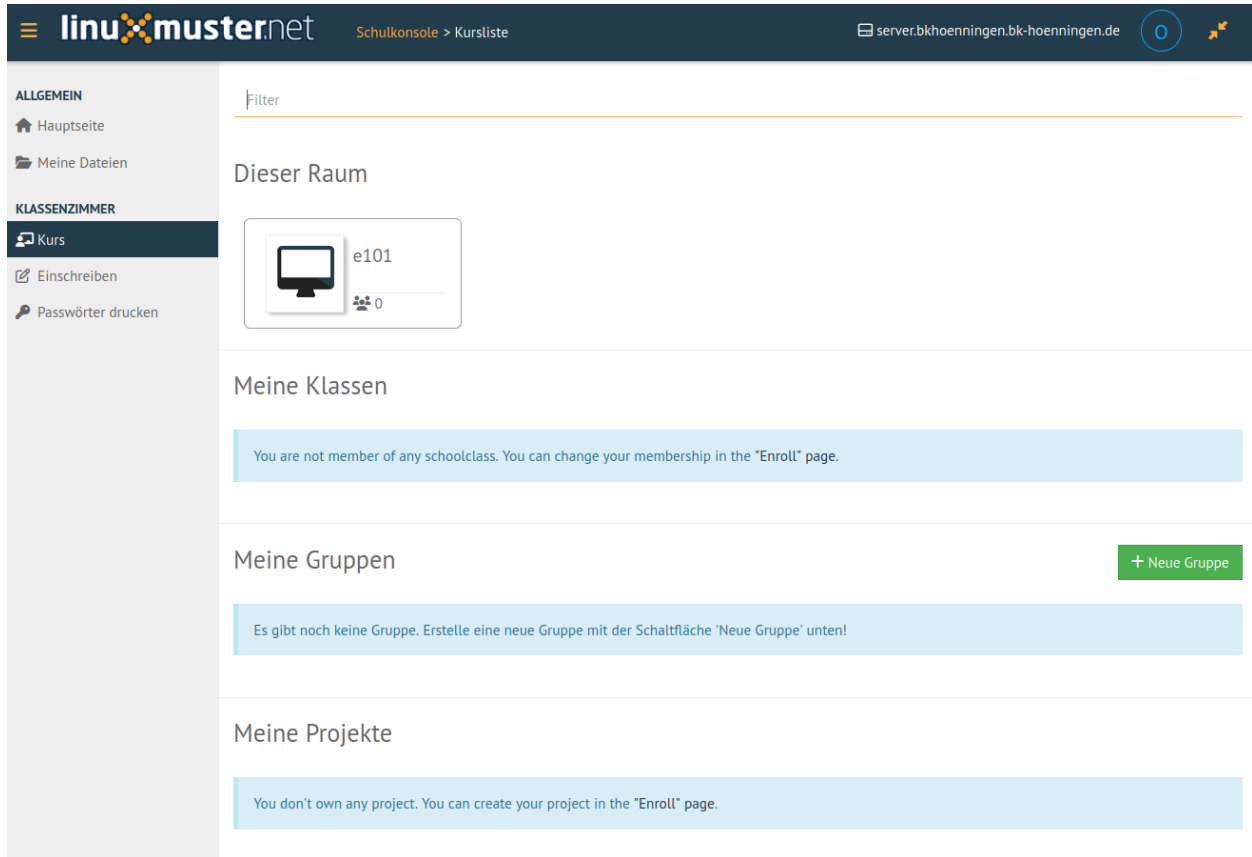 linuxmuster.net
Schulkonsole > Kursliste
server.bkhoenningen.bk-hoenningen.de
O
ALLGEMEIN
Hauptseite
Meine Dateien
KLASSENZIMMER
Kurs
Einschreiben
Passwörter drucken
Filter
Dieser Raum
e101
0
Meine Klassen
You are not member of any schoolclass. You can change your membership in the "Enroll" page.
Meine Gruppen
+ Neue Gruppe
Es gibt noch keine Gruppe. Erstelle eine neue Gruppe mit der Schaltfläche 'Neue Gruppe' unten!
Meine Projekte
You don't own any project. You can create your project in the "Enroll" page.